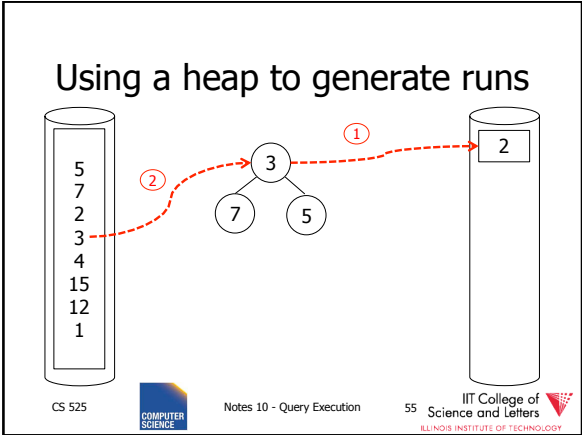 Using a heap to generate runs
5
7
2
3
4
15
12
1
2
3
7
5
1
2
CS 525
COMPUTER
SCIENCE
Notes 10 - Query Execution
55
IIT College of
Science and Letters
ILLINOIS INSTITUTE OF TECHNOLOGY